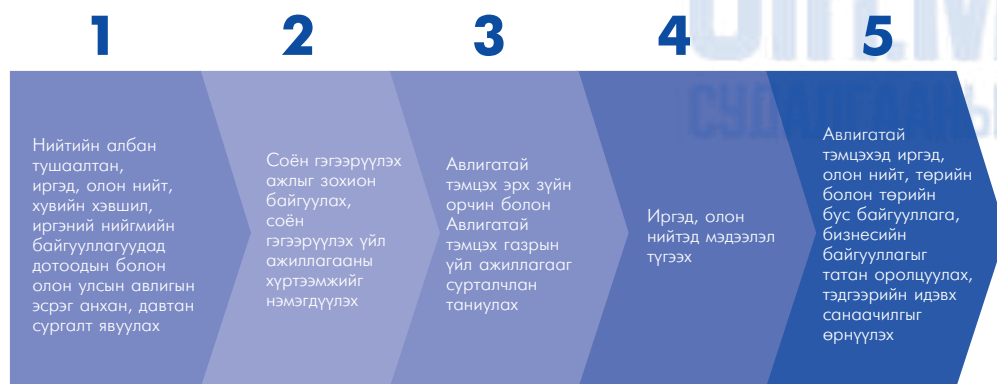 1
Нийтийн албан
тушаалтан,
иргэд, олон нийт,
хувийн хэвшил,
иргэний нийгмийн
байгууллагуудад
дотоодын болон
олон улсын авлигын
эсрэг анхан, давтан
сургалт явуулах
2
Соён гэгээрүүлэх
ажлыг зохион
байгуулах,
соён
гэгээрүүлэх үйл
ажиллагааны
хүртээмжийг
нэмэгдүүлэх
3
Авлигатай
тэмцэх эрх зүйн
орчин болон
Авлигатай
тэмцэх газрын
үйл ажиллагааг
сурталчлан
таниулах
4
Иргэд, олон
нийтэд мэдээлэл
түгээх
5
Авлигатай
тэмцэхэд иргэд,
олон нийт, төрийн
болон төрийн
бус байгууллага,
бизнесийн
байгууллагыг
татан оролцуулах,
тэдгээрийн идэвх
санаачилгыг
өрнүүлэх